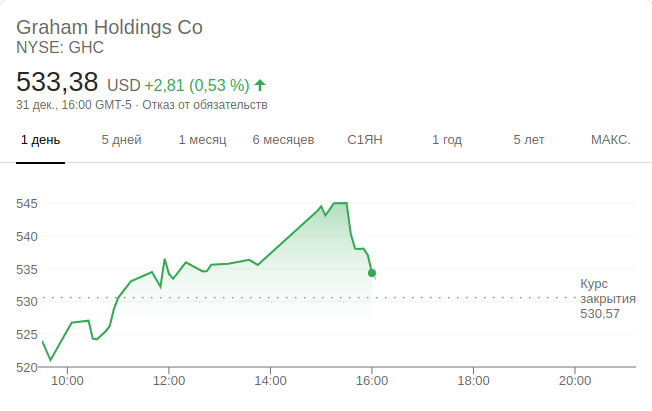 Graham Holdings Co
NYSE: GHC
533,38 USD +2,81 (0,53 %)
31 дек., 16:00 GMT-5 · Отказ от обязательств
1 день 5 дней 1 месяц 6 месяцев С1ЯН 1 год 5 лет МАКС.
545
540
535
530
525
520
Курс
закрытия
530,57
10:00 12:00 14:00 16:00 18:00 20:00